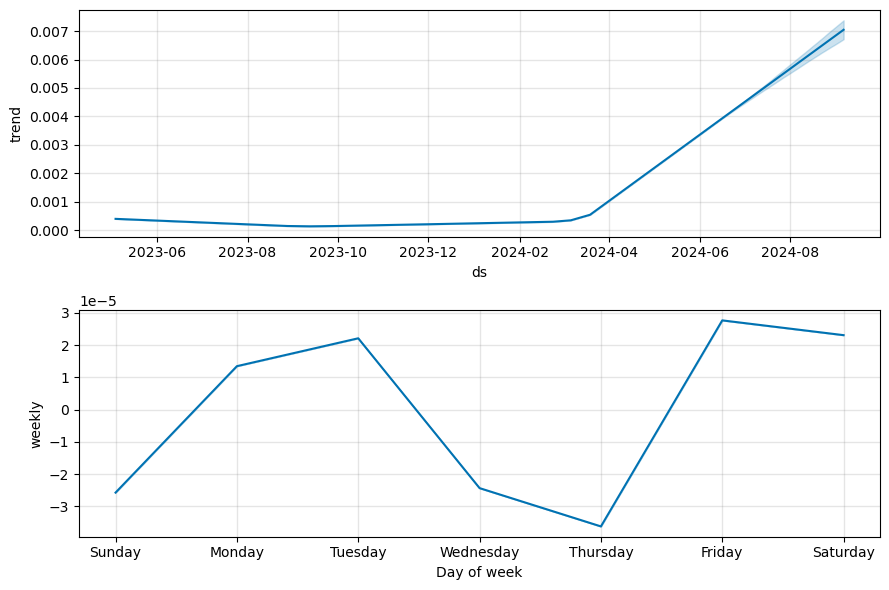 0.007
0.006
0.005
0.004
0.003
0.002
0.001
0.000
trend
2023-06 2023-08 2023-10 2023-12 2024-02 2024-04 2024-06 2024-08
ds
1e−5
3
2
1
0
−1
−2
−3
weekly
Sunday Monday Tuesday Wednesday Thursday Friday Saturday
Day of week